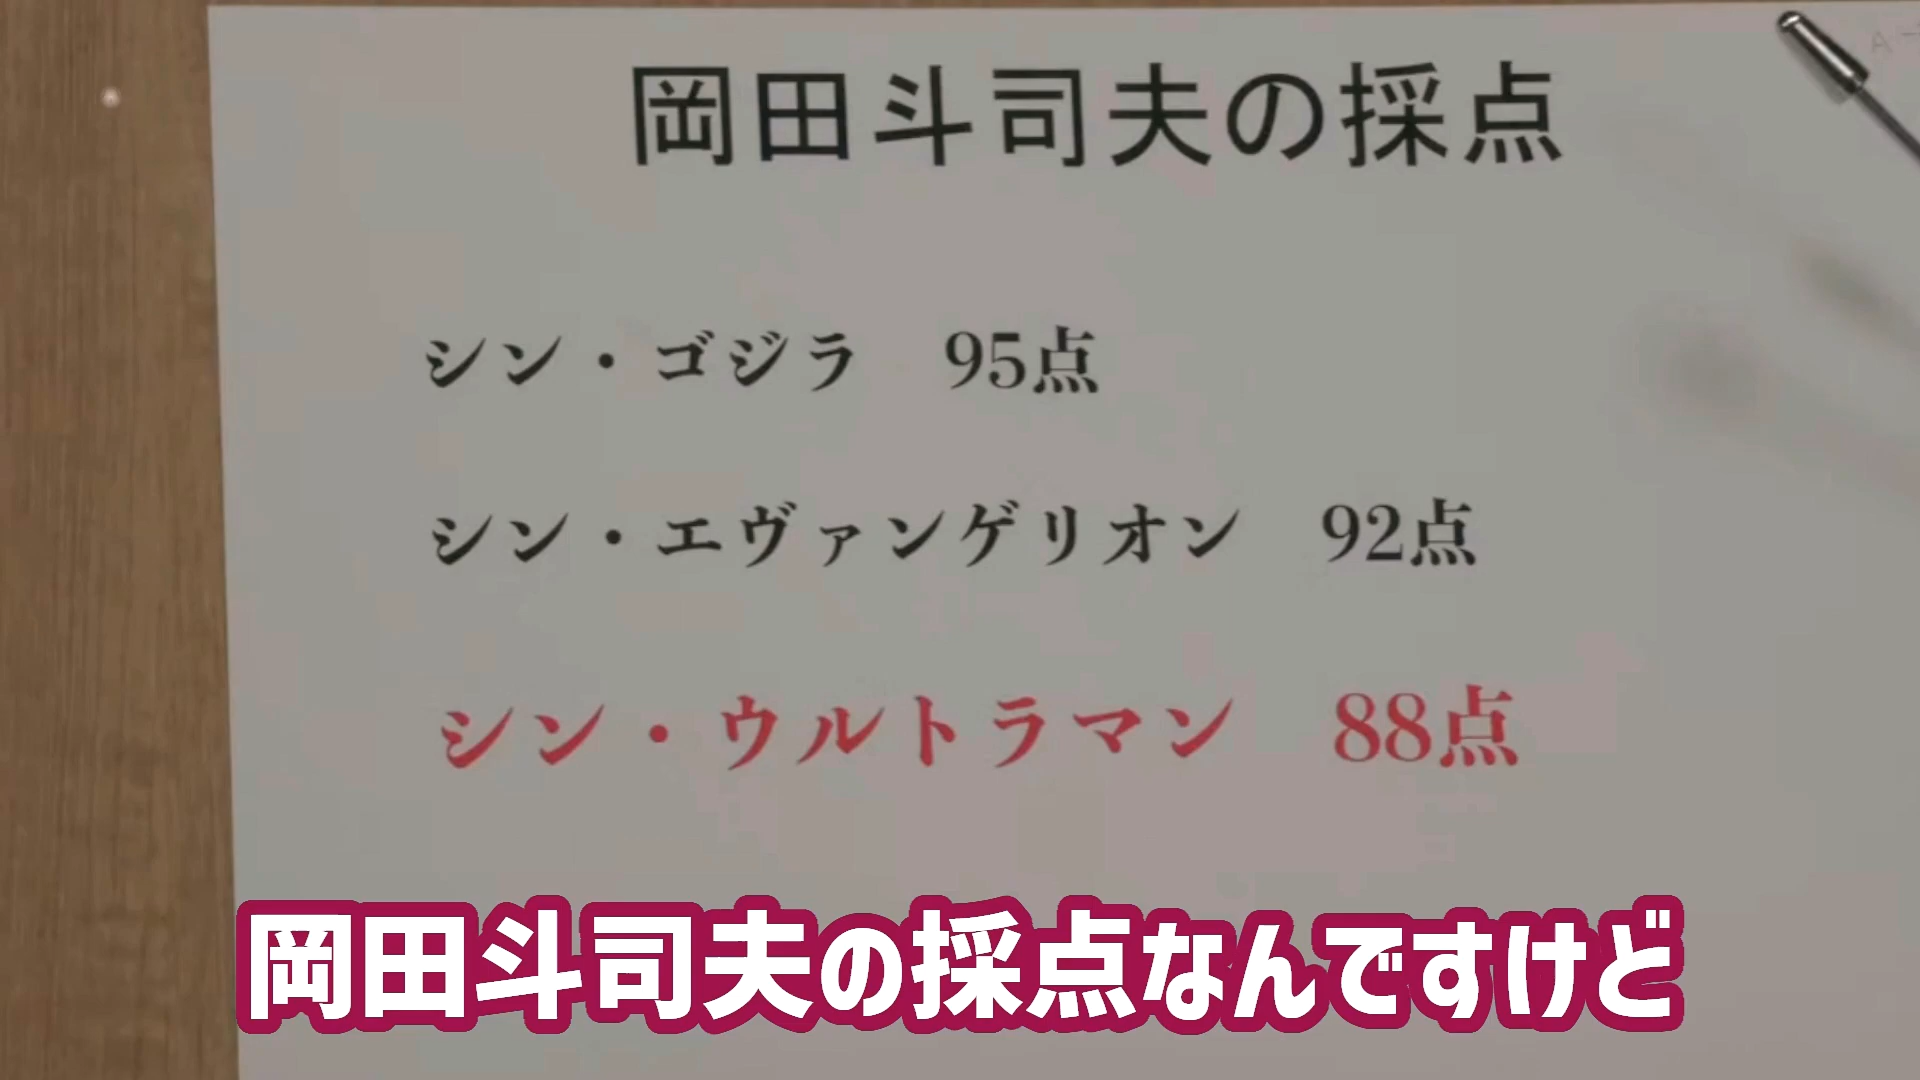 岡田斗司夫の採点
シン・ゴジラ　95点
シン・エヴァンゲリオン　92点
シン・ウルトラマン　88点
岡田斗司夫の採点なんですけど